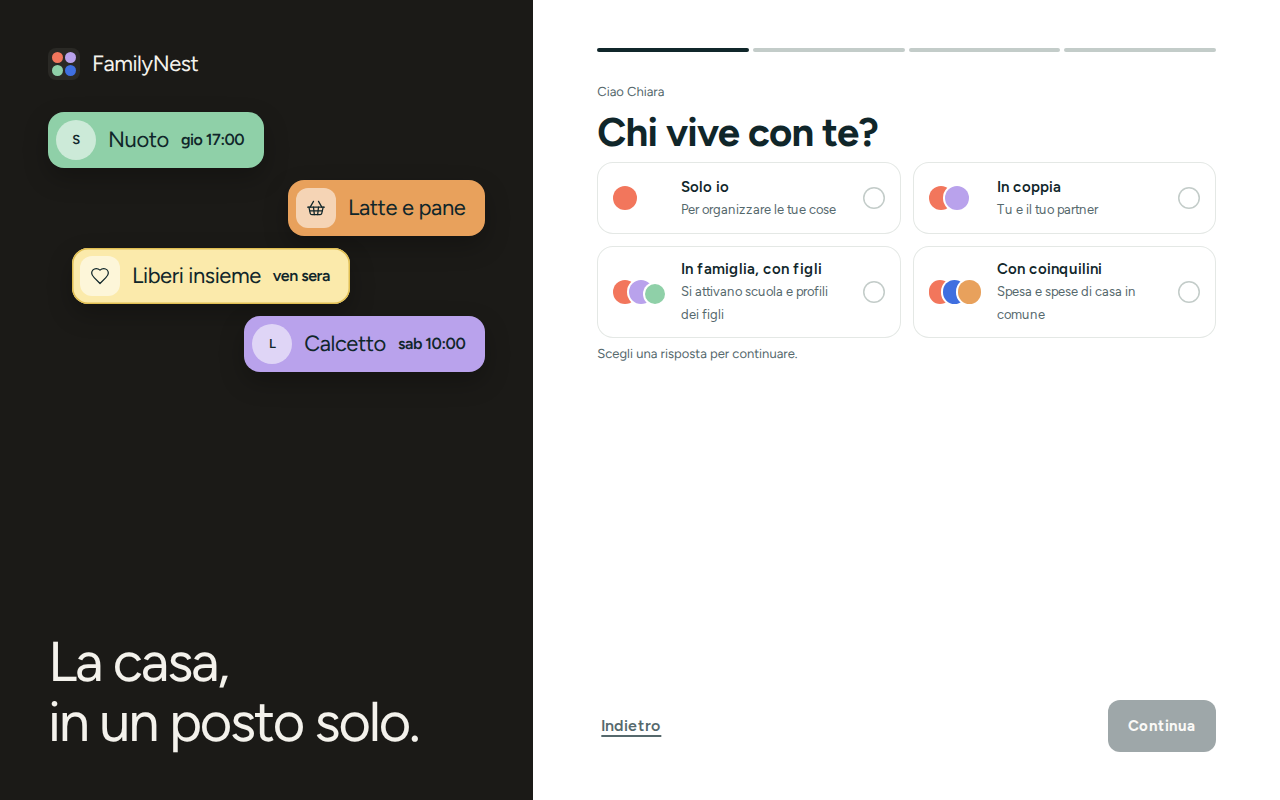 FamilyNest
S Nuoto gio 17:00
Latte e pane
Liberi insieme ven sera
L Calcetto sab 10:00
La casa,
in un posto solo.
Ciao Chiara
Chi vive con te?
Solo io
Per organizzare le tue cose
In coppia
Tu e il tuo partner
In famiglia, con figli
Si attivano scuola e profili
dei figli
Con coinquilini
Spesa e spese di casa in
comune
Scegli una risposta per continuare.
Indietro
Continua